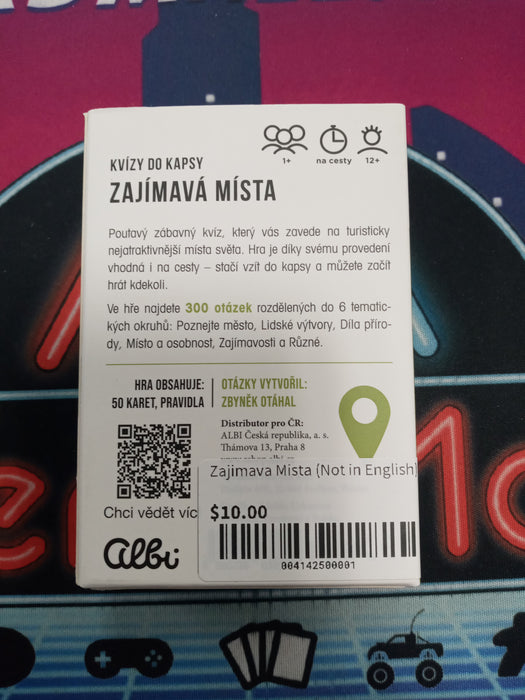 1+
na cesty
12+
KVÍZY DO KAPSY
ZAJÍMAVÁ MÍSTA
Poutavý zábavný kvíz, který vás zavede na turisticky
nejatraktivnější místa světa. Hra je díky svému provedení
vhodná i na cesty – stačí vzít do kapsy a můžete začít
hrát kdekoli.
Ve hře najdete 300 otázek rozdělených do 6 tematic-
kých okruhů: Poznejte město, Lidské výtvory, Díla příro-
dy, Místo a osobnost, Zajímavosti a Různé.
HRA OBSAHUJE:
50 KARET, PRAVIDLA
OTÁZKY VYTVOŘIL:
ZBYNĚK OTÁHAL
Distributor pro ČR:
ALBI Česká republika, a. s.
Thámova 13, Praha 8
Chci vědět víc
Albi
Zajimava Mista (Not in English)
$10.00
004142500001